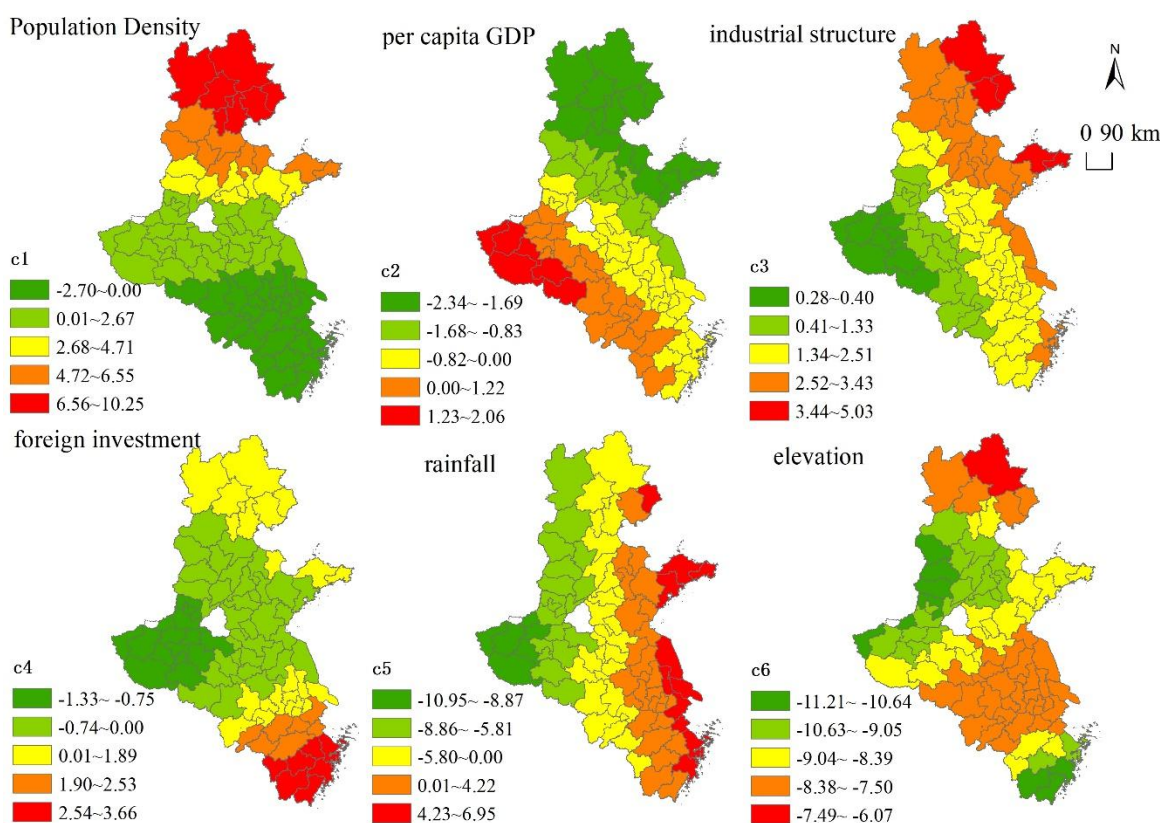 Population Density
per capita GDP
industrial structure
N
0 90 km
c1
-2.70~0.00
0.01~2.67
2.68~4.71
4.72~6.55
6.56~10.25
c2
-2.34~ -1.69
-1.68~ -0.83
-0.82~0.00
0.00~1.22
1.23~2.06
c3
0.28~0.40
0.41~1.33
1.34~2.51
2.52~3.43
3.44~5.03
foreign investment
rainfall
elevation
c4
-1.33~ -0.75
-0.74~0.00
0.01~1.89
1.90~2.53
2.54~3.66
c5
-10.95~ -8.87
-8.86~ -5.81
-5.80~0.00
0.01~4.22
4.23~6.95
c6
-11.21~ -10.64
-10.63~ -9.05
-9.04~ -8.39
-8.38~ -7.50
-7.49~ -6.07